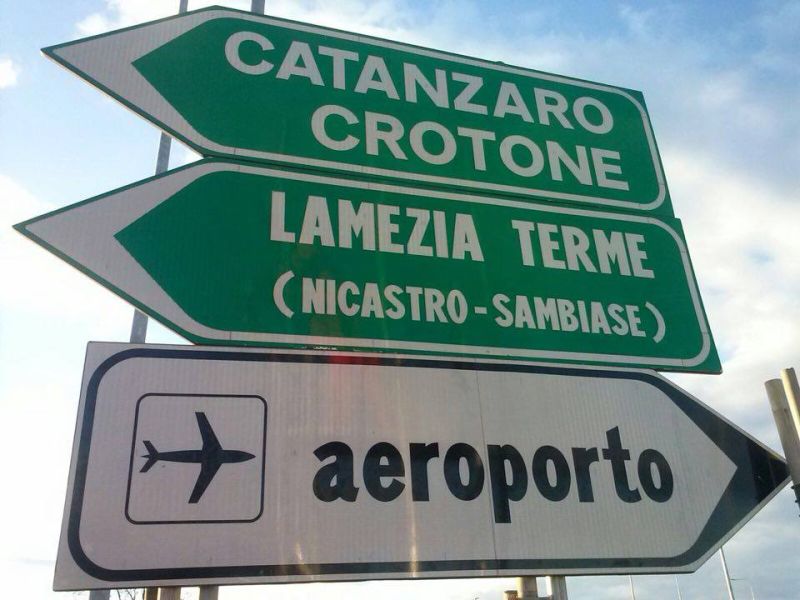 CATANZARO
CROTONE
LAMEZIA TERME
(NICASTRO-SAMBIASE)
aeroporto